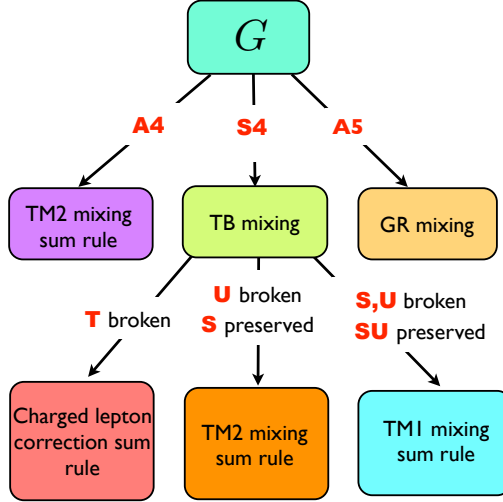 G
A4
S4
A5
TM2 mixing
sum rule
TB mixing
GR mixing
T broken
U broken
S preserved
S,U broken
SU preserved
Charged lepton
correction sum
rule
TM2 mixing
sum rule
TM1 mixing
sum rule